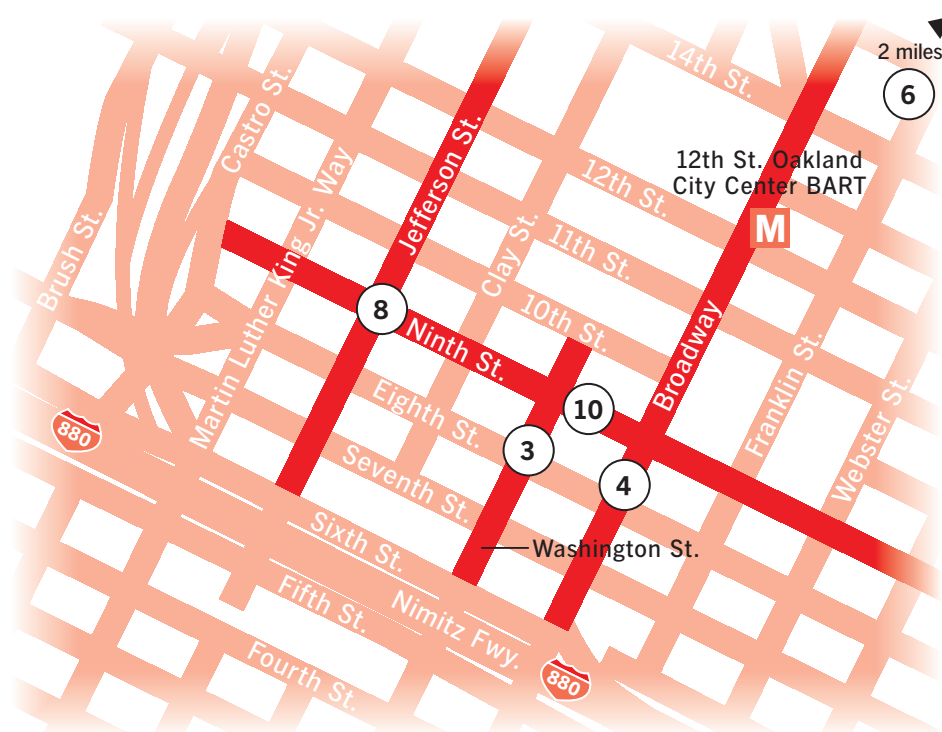 14th St.
2 miles
6
Castro St.
12th St. Oakland
City Center BART
M
12th St.
Jefferson St.
11th St.
Clay St.
Brush St.
Martin Luther King Jr. Way
8
10th St.
Ninth St.
Broadway
Franklin St.
Webster St.
10
Eighth St.
3
880
Seventh St.
4
Sixth St.
Washington St.
Fifth St.
Nimitz Fwy.
Fourth St.
880